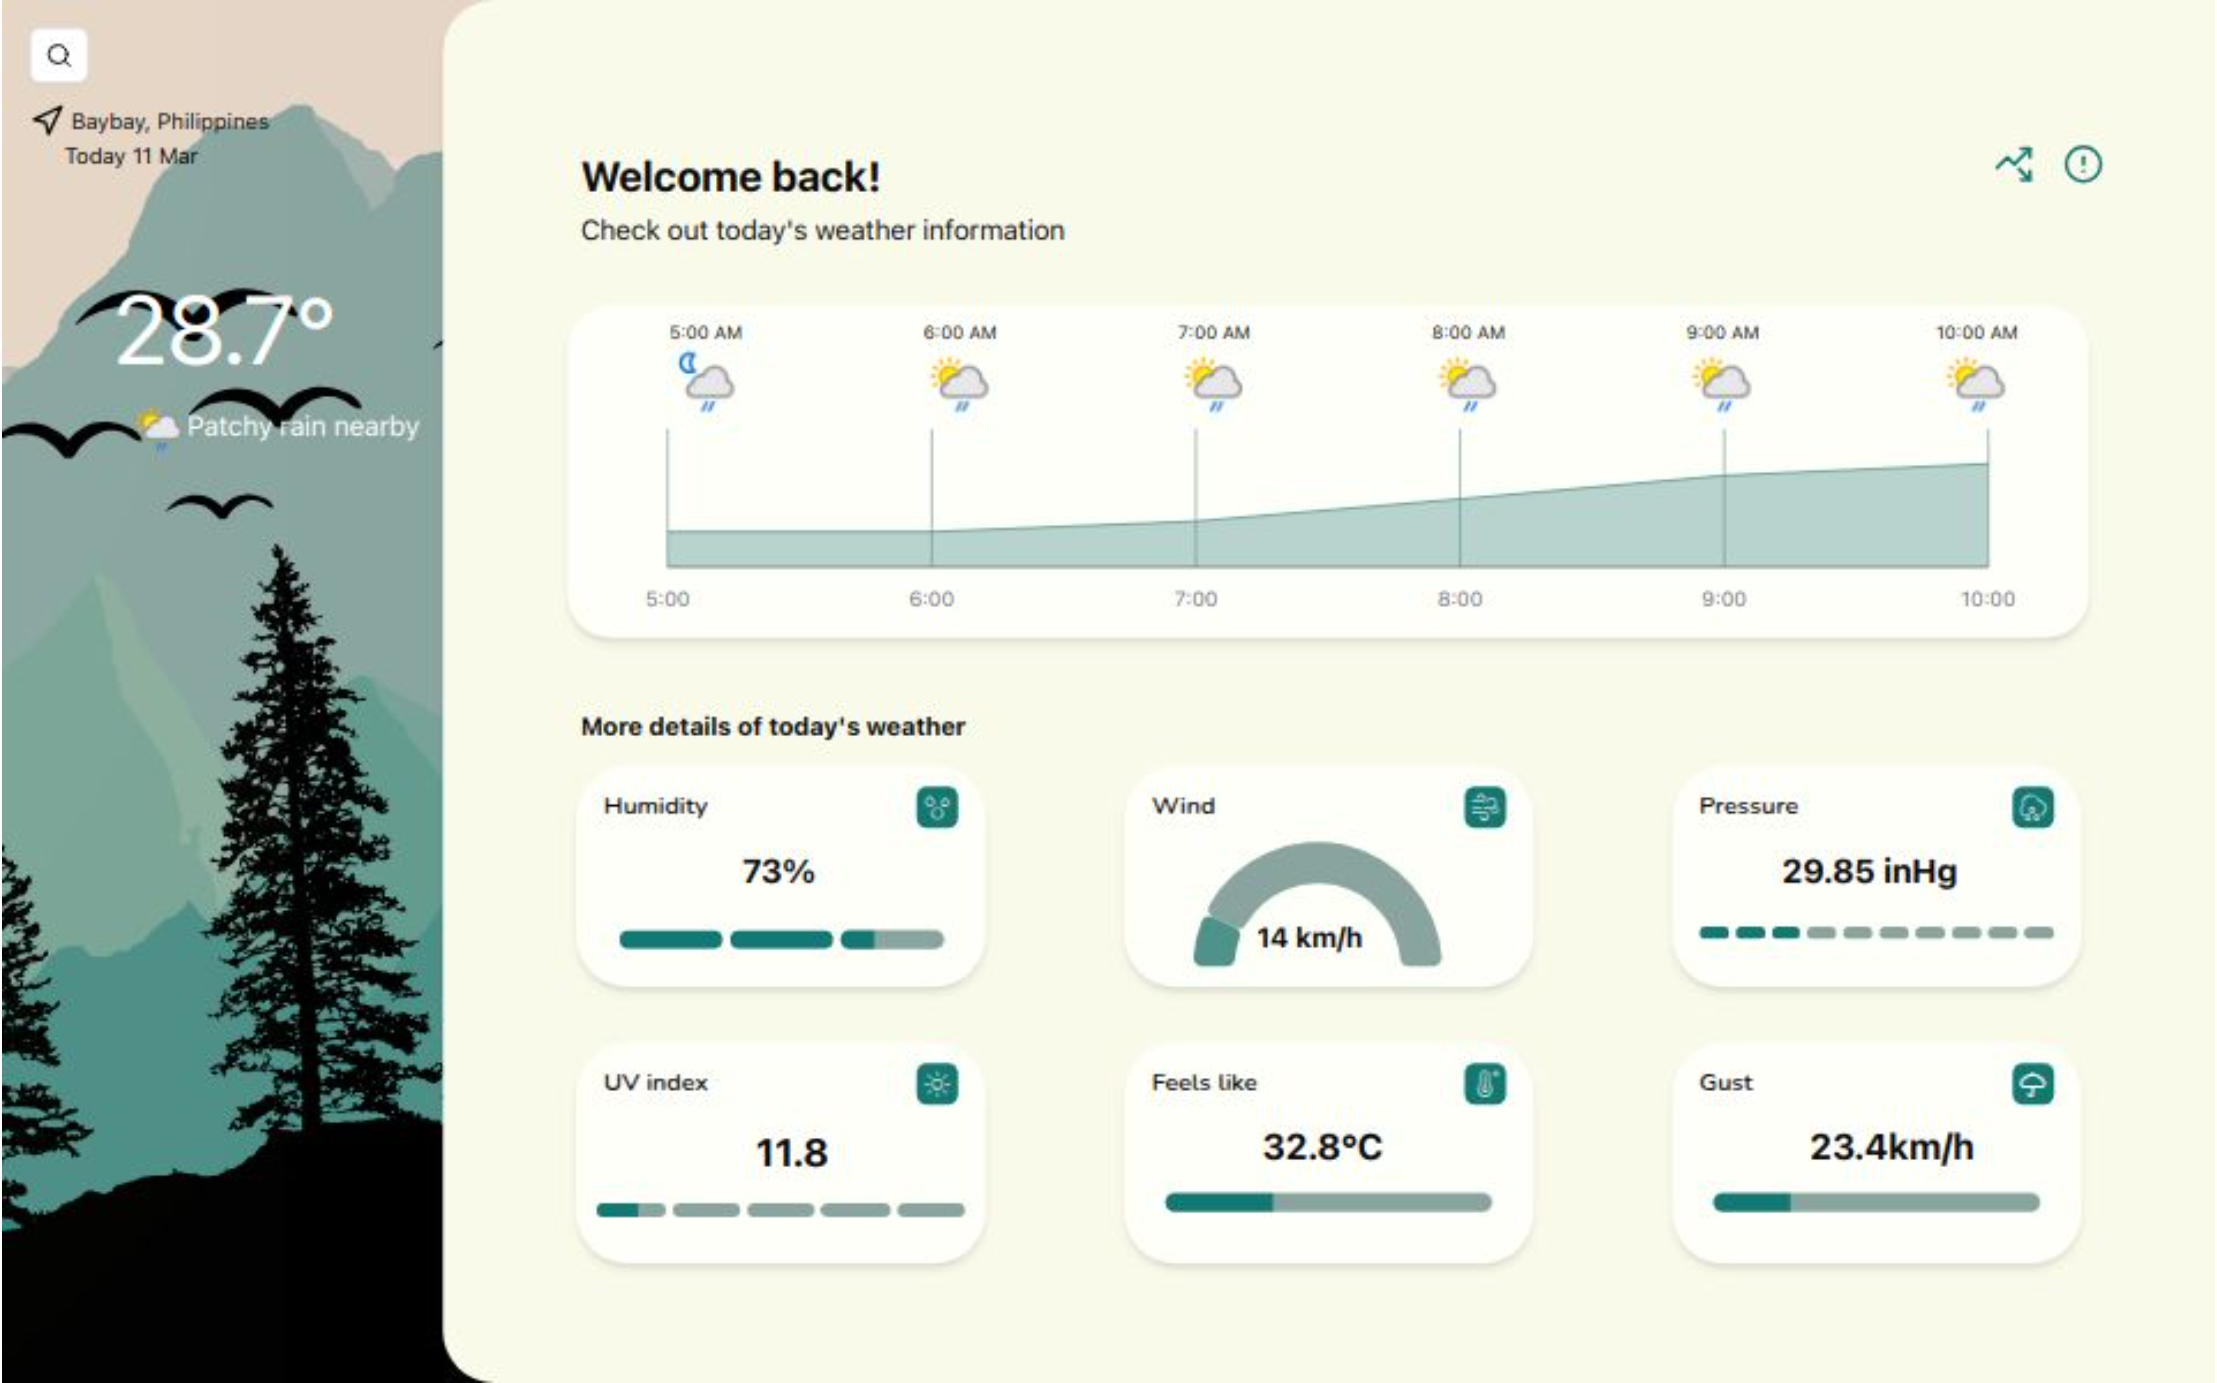 Baybay, Philippines
Today 11 Mar
28.7°
Patchy rain nearby
Welcome back!
Check out today's weather information
5:00 AM 6:00 AM 7:00 AM 8:00 AM 9:00 AM 10:00 AM
5:00 6:00 7:00 8:00 9:00 10:00
More details of today's weather
Humidity
73%
Wind
14 km/h
Pressure
29.85 inHg
UV index
11.8
Feels like
32.8°C
Gust
23.4km/h